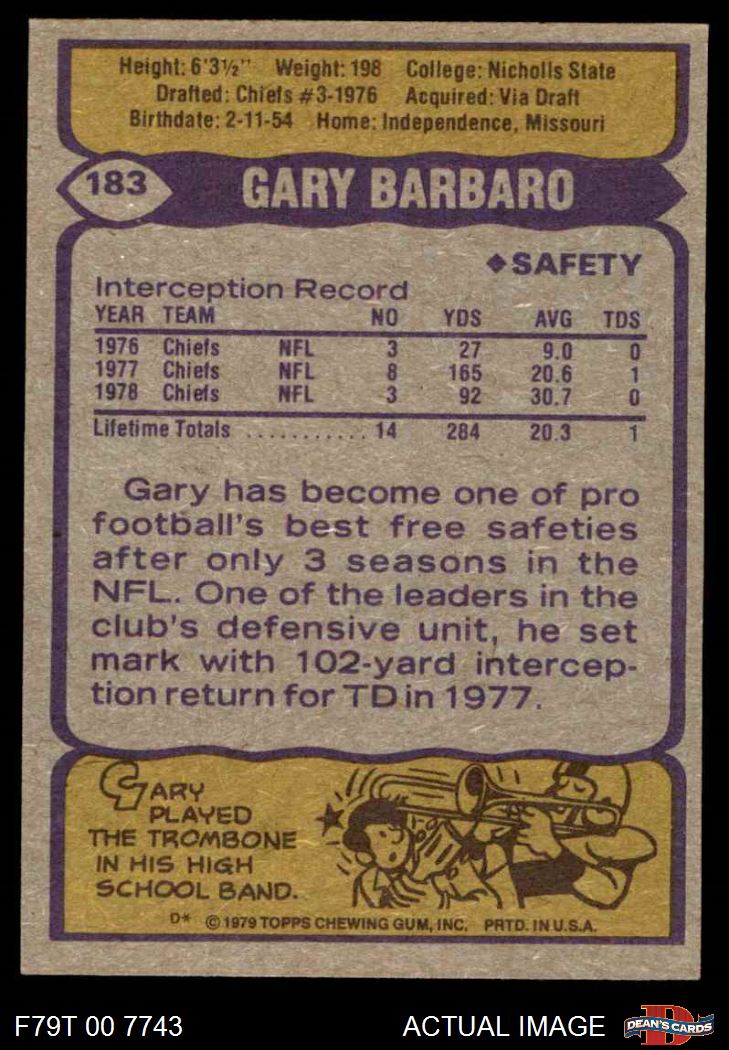 Height: 6'3½" Weight: 198 College: Nicholls State
Drafted: Chiefs #3-1976 Acquired: Via Draft
Birthdate: 2-11-54 Home: Independence, Missouri
183 GARY BARBARO
◆SAFETY
Interception Record
YEAR TEAM NO YDS AVG TDS
1976 Chiefs NFL 3 27 9.0 0
1977 Chiefs NFL 8 165 20.6 1
1978 Chiefs NFL 3 92 30.7 0
Lifetime Totals ........... 14 284 20.3 1
Gary has become one of pro
football's best free safeties
after only 3 seasons in the
NFL. One of the leaders in the
club's defensive unit, he set
mark with 102-yard intercep-
tion return for TD in 1977.
GARY
PLAYED
THE TROMBONE
IN HIS HIGH
SCHOOL BAND.
D* © 1979 TOPPS CHEWING GUM, INC. PRTD. IN U.S.A.
F79T 00 7743 ACTUAL IMAGE D DEAN'S CARDS